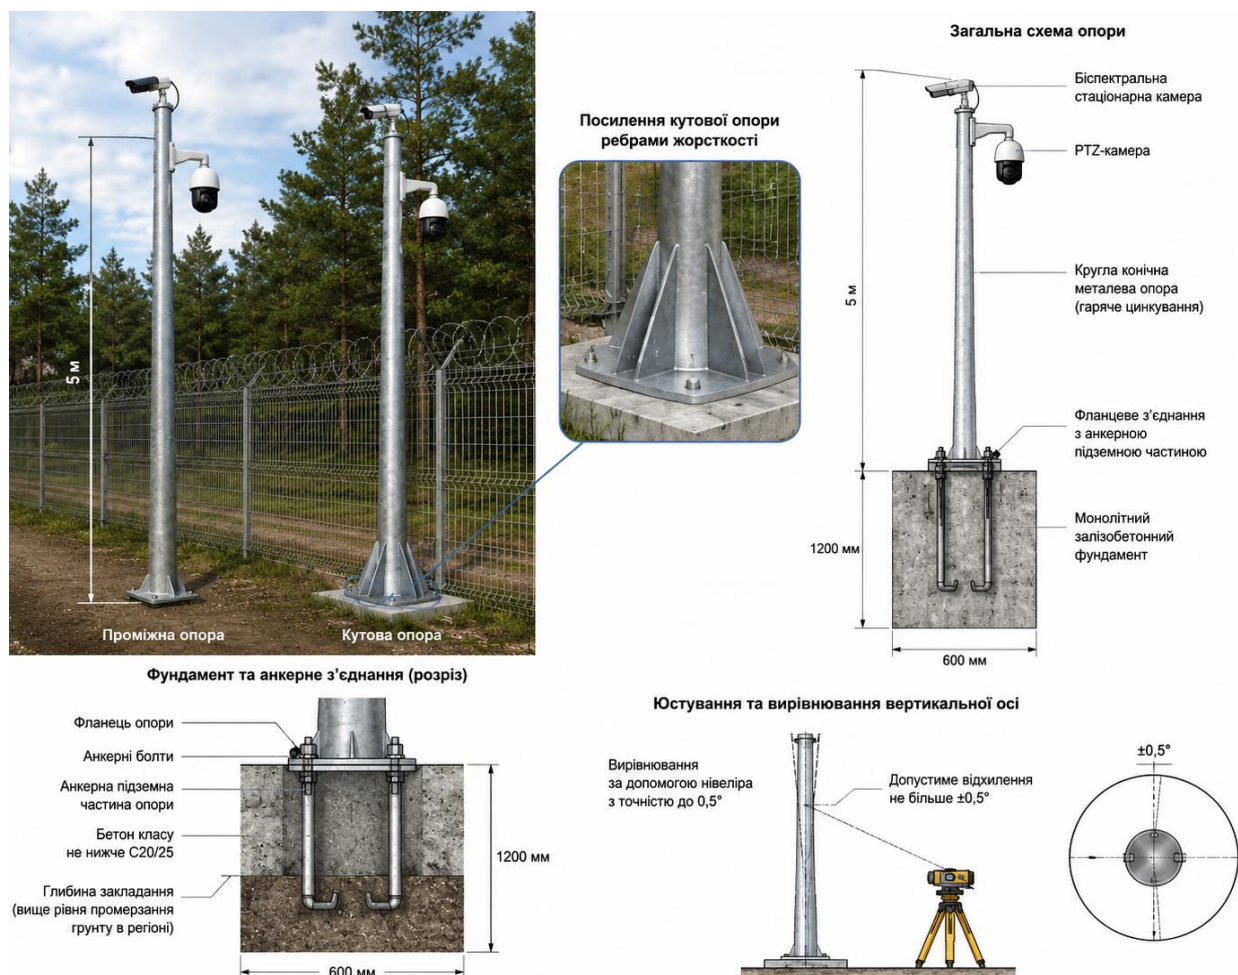 Загальна схема опори
Біспектральна
стаціонарна камера
PTZ-камера
5 м
Кругла конічна
металева опора
(гаряче цинкування)
Фланцеве з’єднання
з анкерною
підземною частиною
Монолітний
залізобетонний
фундамент
1200 мм
600 мм
Посилення кутової опори
ребрами жорсткості
5 м
Проміжна опора
Кутова опора
Фундамент та анкерне з’єднання (розріз)
Фланець опори
Анкерні болти
Анкерна підземна
частина опори
Бетон класу
не нижче С20/25
Глибина закладання
(вище рівня промерзання
грунту в регіоні)
1200 мм
600 мм
Юстування та вирівнювання вертикальної осі
Вирівнювання
за допомогою нівеліра
з точністю до 0,5°
Допустиме відхилення
не більше ±0,5°
±0,5°